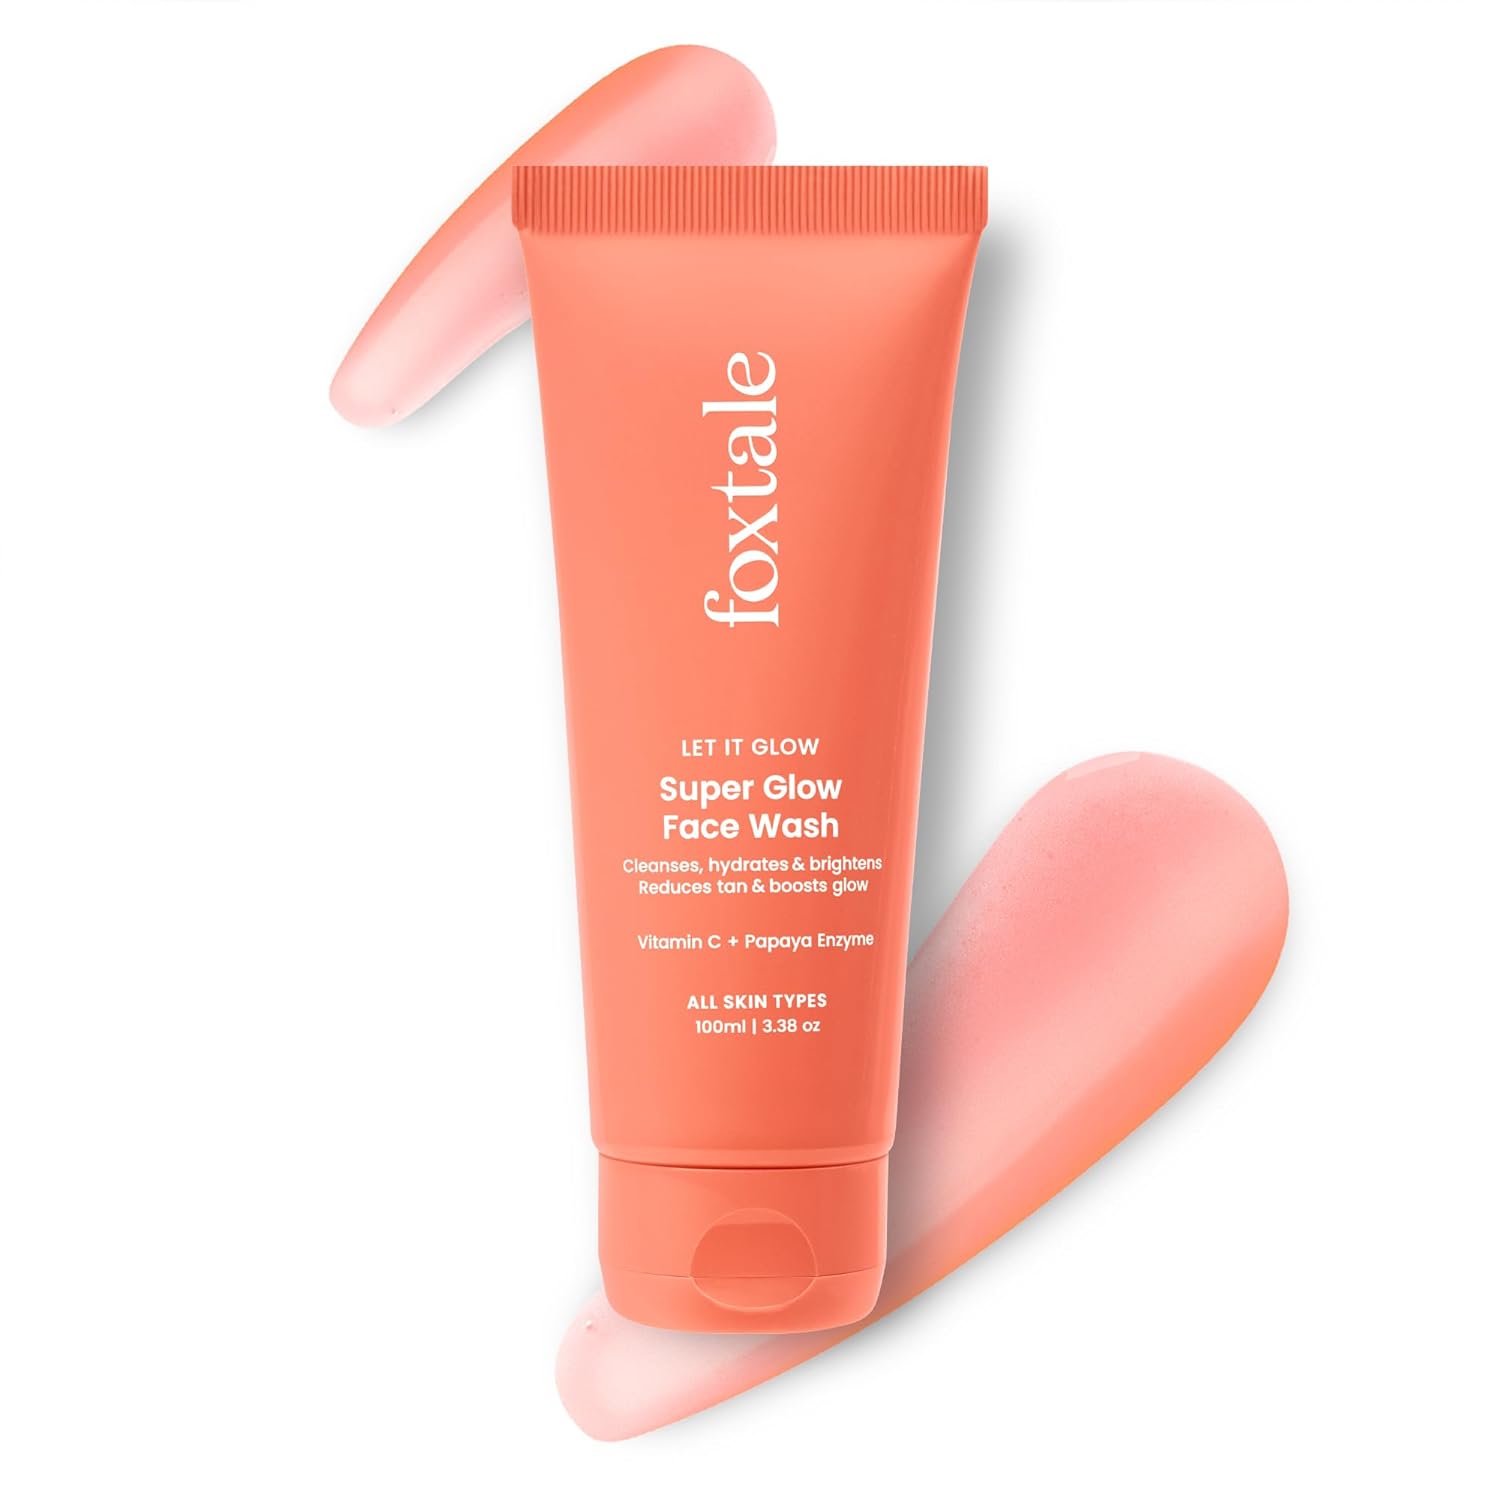 foxtale
LET IT GLOW
Super Glow
Face Wash
Cleanses, hydrates & brightens
Reduces tan & boosts glow
Vitamin C + Papaya Enzyme
ALL SKIN TYPES
100ml | 3.38 oz